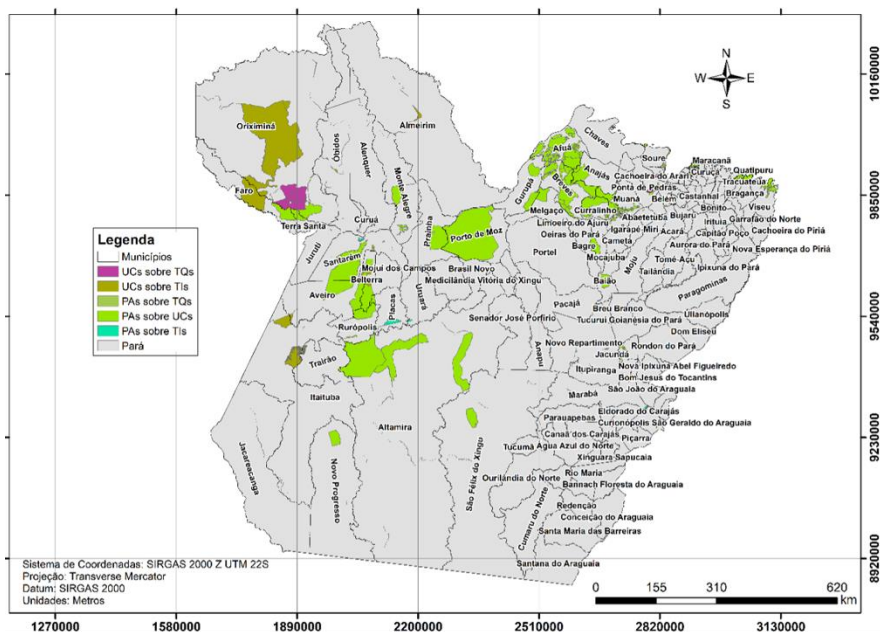 1270000 1580000 1890000 2200000 2510000 2820000 3130000
10160000
9850000
9540000
9230000
8920000
N
W E
S
Oriximiná
Óbidos
Alenquer
Almeirim
Faro
Terra Santa
Curuá
Monte Alegre
Prainha
Porto de Moz
Gurupá
Afuá
Chaves
Anajás
Breves
Soure
Cachoeira do Arari
Ponta de Pedras
Muaná
Melgaço
Curralinho
Maracanã
Curuçá
Quatipuru
Tracuateua
Bragança
Castanhal
Belém
Bonito
Viseu
Limoeiro do Ajuru
Abaetetuba
Bujaru
Irituia
Garrafão do Norte
Oeiras do Pará
Igarapé Miri
Acará
Capitão Poço
Cachoeira do Piriá
Portel
Bagre
Cametá
Mocajuba
Moju
Aurora do Pará
Nova Esperança do Piriá
Tomé Açu
Tailândia
Ipixuna do Pará
Baião
Paragominas
Juruti
Santarém
Mojuí dos Campos
Belterra
Aveiro
Placas
Uruará
Brasil Novo
Medicilândia
Vitória do Xingu
Senador José Porfírio
Anapu
Pacajá
Breu Branco
Tucuruí
Goianésia do Pará
Ulianópolis
Dom Eliseu
Rurópolis
Trairão
Novo Repartimento
Rondon do Pará
Jacundá
Nova Ipixuna
Abel Figueiredo
Itupiranga
Bom Jesus do Tocantins
São João do Araguaia
Itaituba
Altamira
Marabá
Eldorado do Carajás
Parauapebas
Curionópolis
São Geraldo do Araguaia
Canaã dos Carajás
Piçarra
Tucumã
Água Azul do Norte
Xinguara
Sapucaia
Jacareacanga
Novo Progresso
São Félix do Xingu
Ourilândia do Norte
Rio Maria
Bannach
Floresta do Araguaia
Cumaru do Norte
Redenção
Conceição do Araguaia
Santa Maria das Barreiras
Santana do Araguaia
Legenda
Municípios
UCs sobre TQs
UCs sobre TIs
PAs sobre TQs
PAs sobre UCs
PAs sobre TIs
Pará
Sistema de Coordenadas: SIRGAS 2000 Z UTM 22S
Projeção: Transverse Mercator
Datum: SIRGAS 2000
Unidades: Metros
0 155 310 620
km
10160000
9850000
9540000
9230000
8920000
1270000 1580000 1890000 2200000 2510000 2820000 3130000